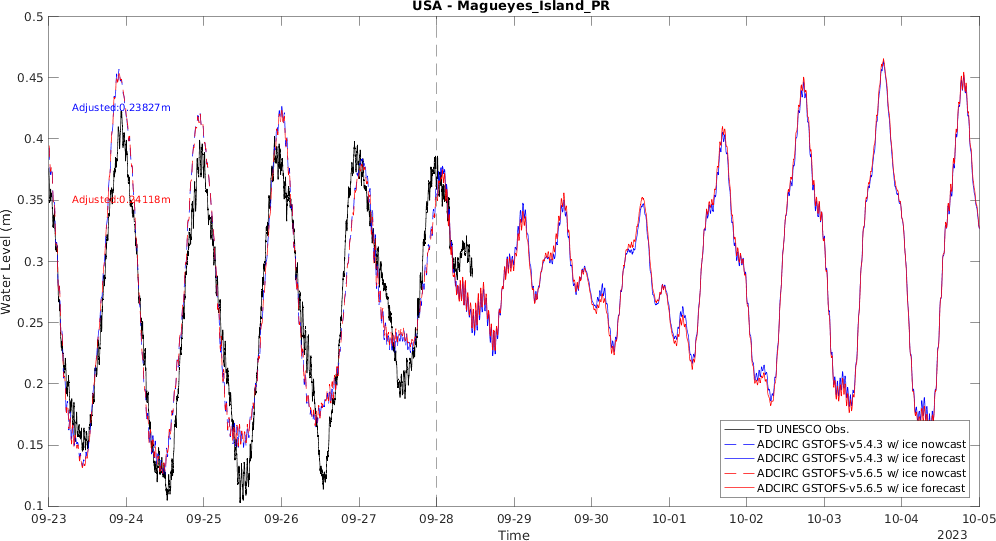 USA - Magueyes_Island_PR
0.5
0.45
0.4
0.35
0.3
0.25
0.2
0.15
0.1
Water Level (m)
Adjusted:0.23827m
Adjusted:0.24118m
TD UNESCO Obs.
ADCIRC GSTOFS-v5.4.3 w/ ice nowcast
ADCIRC GSTOFS-v5.4.3 w/ ice forecast
ADCIRC GSTOFS-v5.6.5 w/ ice nowcast
ADCIRC GSTOFS-v5.6.5 w/ ice forecast
09-23 09-24 09-25 09-26 09-27 09-28 09-29 09-30 10-01 10-02 10-03 10-04 10-05
Time
2023